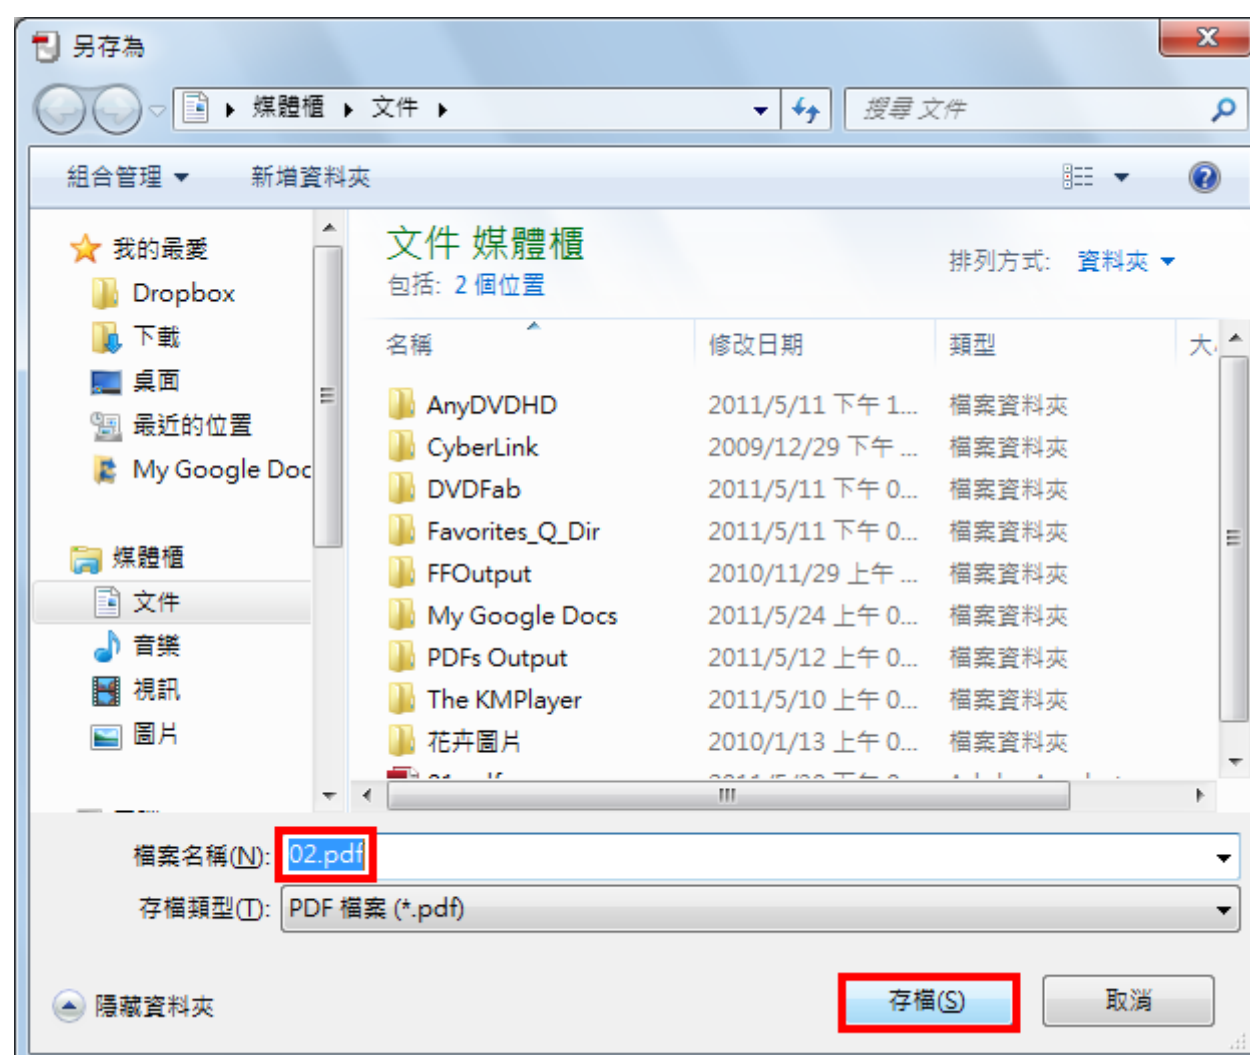 另存為
媒體櫃 文件
搜尋 文件
組合管理 新增資料夾
我的最愛
Dropbox
下載
桌面
最近的位置
My Google Doc
媒體櫃
文件
音樂
視訊
圖片
文件 媒體櫃
包括: 2 個位置
排列方式: 資料夾
名稱 修改日期 類型 大
AnyDVDHD 2011/5/11 下午 1... 檔案資料夾
CyberLink 2009/12/29 下午 ... 檔案資料夾
DVDFab 2011/5/11 下午 0... 檔案資料夾
Favorites_Q_Dir 2011/5/11 下午 0... 檔案資料夾
FFOutput 2010/11/29 上午 ... 檔案資料夾
My Google Docs 2011/5/24 上午 0... 檔案資料夾
PDFs Output 2011/5/12 上午 0... 檔案資料夾
The KMPlayer 2011/5/10 上午 0... 檔案資料夾
花卉圖片 2010/1/13 上午 0... 檔案資料夾
檔案名稱(N): 02.pdf
存檔類型(T): PDF 檔案 (*.pdf)
隱藏資料夾
存檔(S) 取消